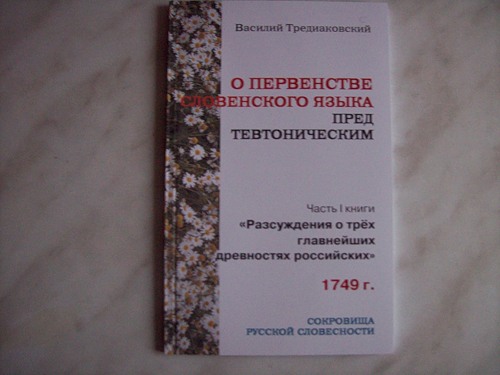 Василий Тредиаковский
О ПЕРВЕНСТВЕ
СЛОВЕНСКОГО ЯЗЫКА
ПРЕД
ТЕВТОНИЧЕСКИМ
Часть I книги
«Разсуждения о трёх
главнейших
древностях российских»
1749 г.
СОКРОВИЩА
РУССКОЙ СЛОВЕСНОСТИ